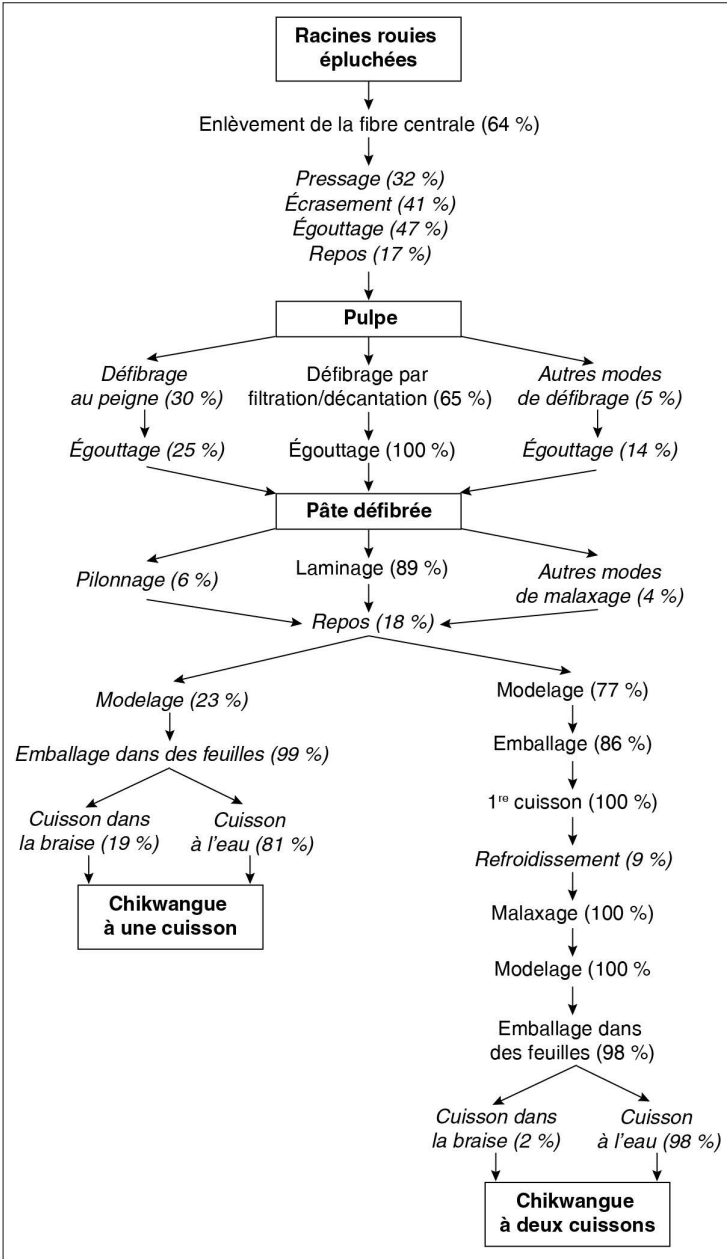 Racines rouies
épluchées
Enlèvement de la fibre centrale (64 %)
Pressage (32 %)
Écrasement (41 %)
Égouttage (47 %)
Repos (17 %)
Pulpe
Défibrage
au peigne (30 %)
Défibrage par
filtration/décantation (65 %)
Autres modes
de défibrage (5 %)
Égouttage (25 %)
Égouttage (100 %)
Égouttage (14 %)
Pâte défibrée
Pilonnage (6 %)
Laminage (89 %)
Autres modes
de malaxage (4 %)
Repos (18 %)
Modelage (23 %)
Emballage dans des feuilles (99 %)
Cuisson dans
la braise (19 %)
Cuisson
à l'eau (81 %)
Chikwangue
à une cuisson
Modelage (77 %)
Emballage (86 %)
1re cuisson (100 %)
Refroidissement (9 %)
Malaxage (100 %)
Modelage (100 %
Emballage dans
des feuilles (98 %)
Cuisson dans
la braise (2 %)
Cuisson
à l'eau (98 %)
Chikwangue
à deux cuissons